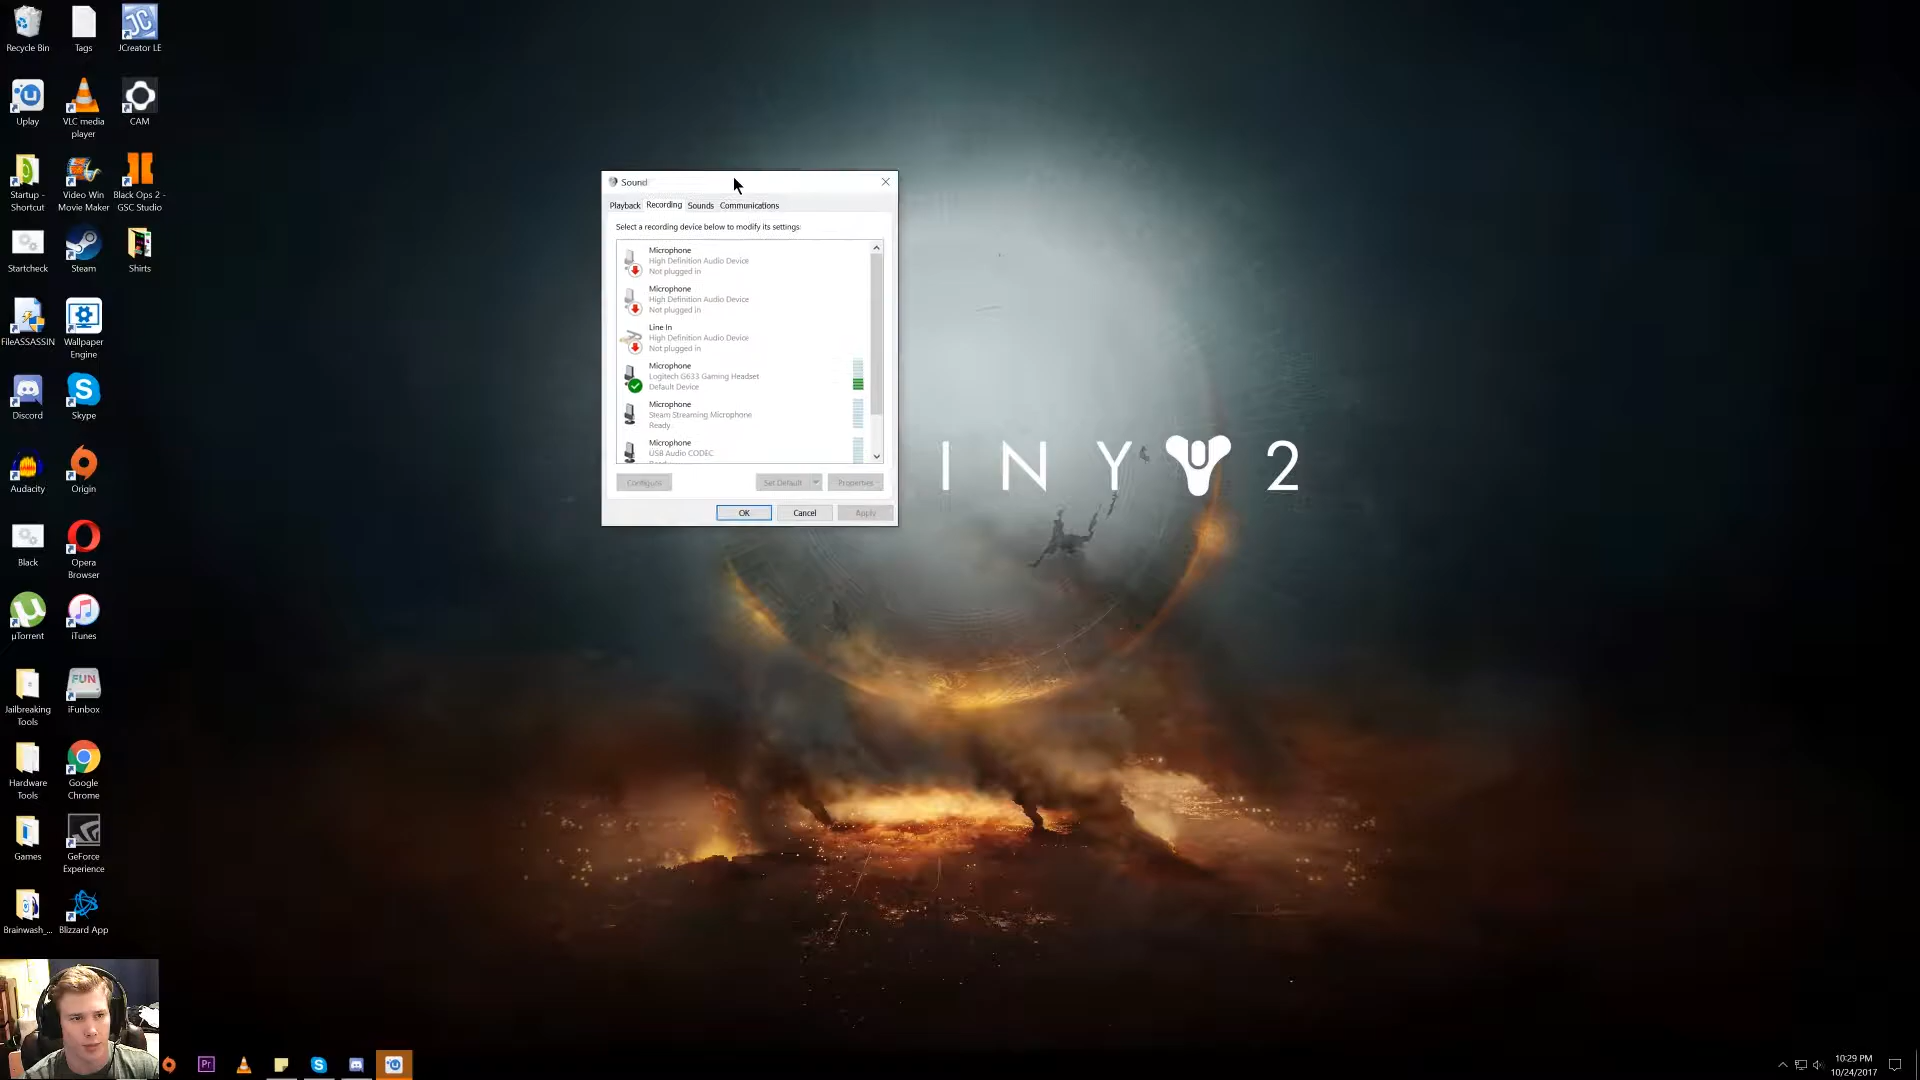 Recycle Bin
Tags
JCreator LE
Uplay
VLC media
player
CAM
Startup -
Shortcut
Video Win
Movie Maker
Black Ops 2 -
GSC Studio
Startcheck
Steam
Shirts
FileASSASSIN
Wallpaper
Engine
Discord
Skype
Audacity
Origin
Black
Opera
Browser
µTorrent
iTunes
Jailbreaking
Tools
FUN
iFunbox
Hardware
Tools
Google
Chrome
Games
GeForce
Experience
Brainwash_...
Blizzard App
Sound
Playback
Recording
Sounds
Communications
Select a recording device below to modify its settings:
Microphone
High Definition Audio Device
Not plugged in
Microphone
High Definition Audio Device
Not plugged in
Line In
High Definition Audio Device
Not plugged in
Microphone
Logitech G633 Gaming Headset
Default Device
Microphone
Steam Streaming Microphone
Ready
Microphone
USB Audio CODEC
Configure
Set Default
Properties
OK
Cancel
Apply
INY 2
Pr
10:29 PM
10/24/2017